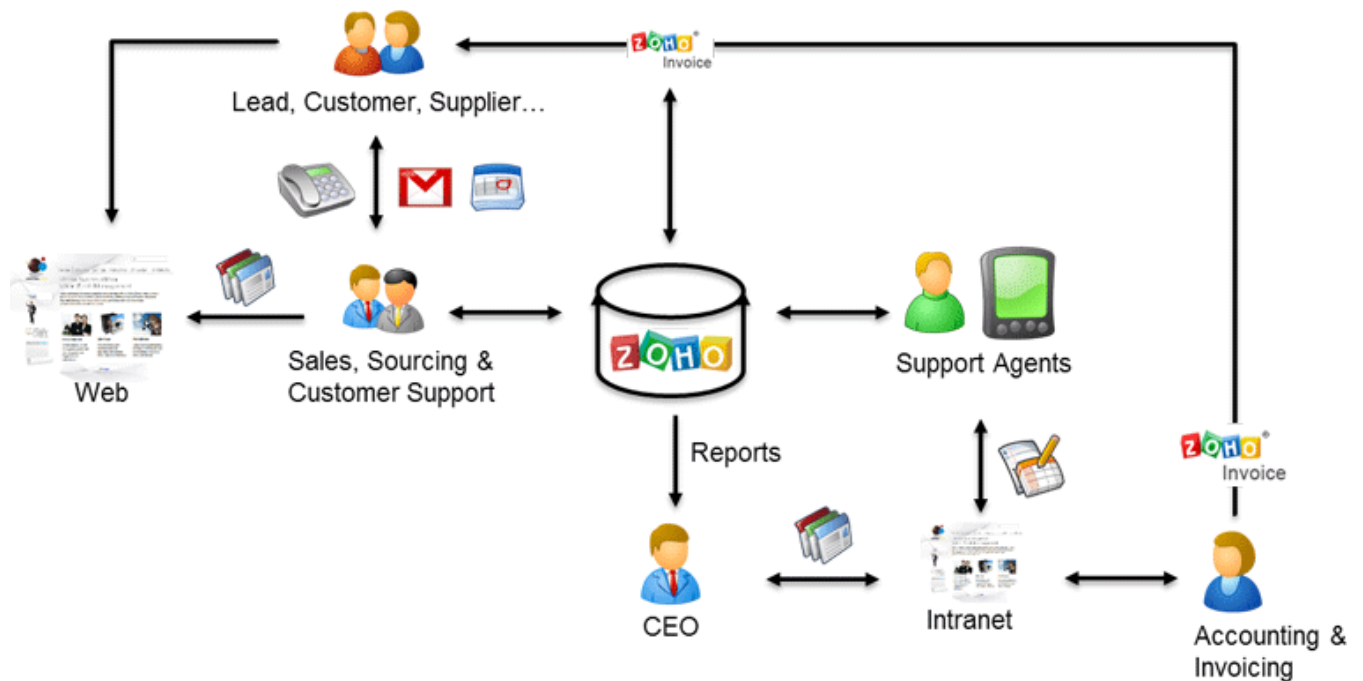 ZOHO®
Invoice
Lead, Customer, Supplier…
Web
Sales, Sourcing &
Customer Support
ZOHO
Support Agents
Reports
ZOHO®
Invoice
CEO
Intranet
Accounting &
Invoicing